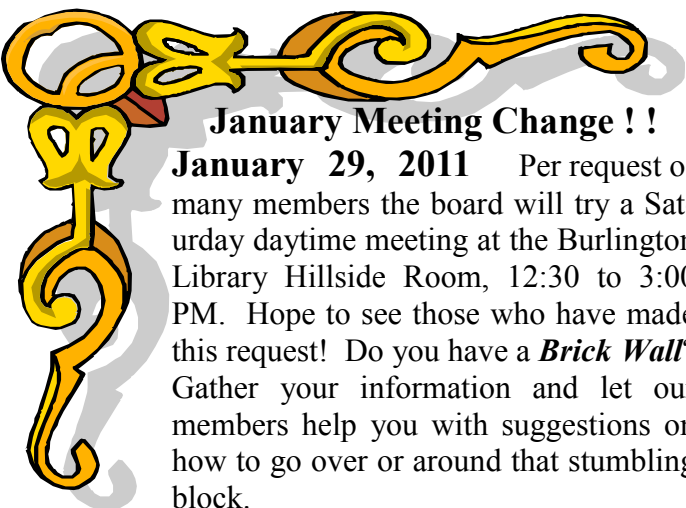 January Meeting Change ! !
January 29, 2011 Per request o
many members the board will try a Sat
urday daytime meeting at the Burlington
Library Hillside Room, 12:30 to 3:00
PM. Hope to see those who have made
this request! Do you have a Brick Wall
Gather your information and let ou
members help you with suggestions on
how to go over or around that stumbling
block.